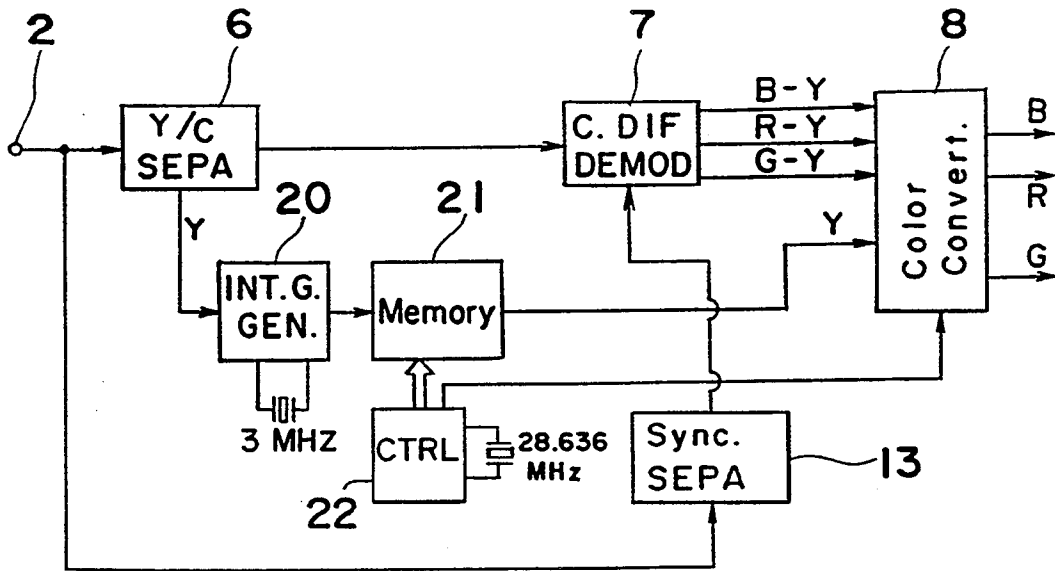 2
6
7
8
Y/C
SEPA
C. DIF
DEMOD
B-Y
R-Y
G-Y
Y
Color
Convert.
B
R
G
Y
20
21
INT. G.
GEN.
Memory
3 MHZ
CTRL
28.636
MHz
22
Sync.
SEPA
13